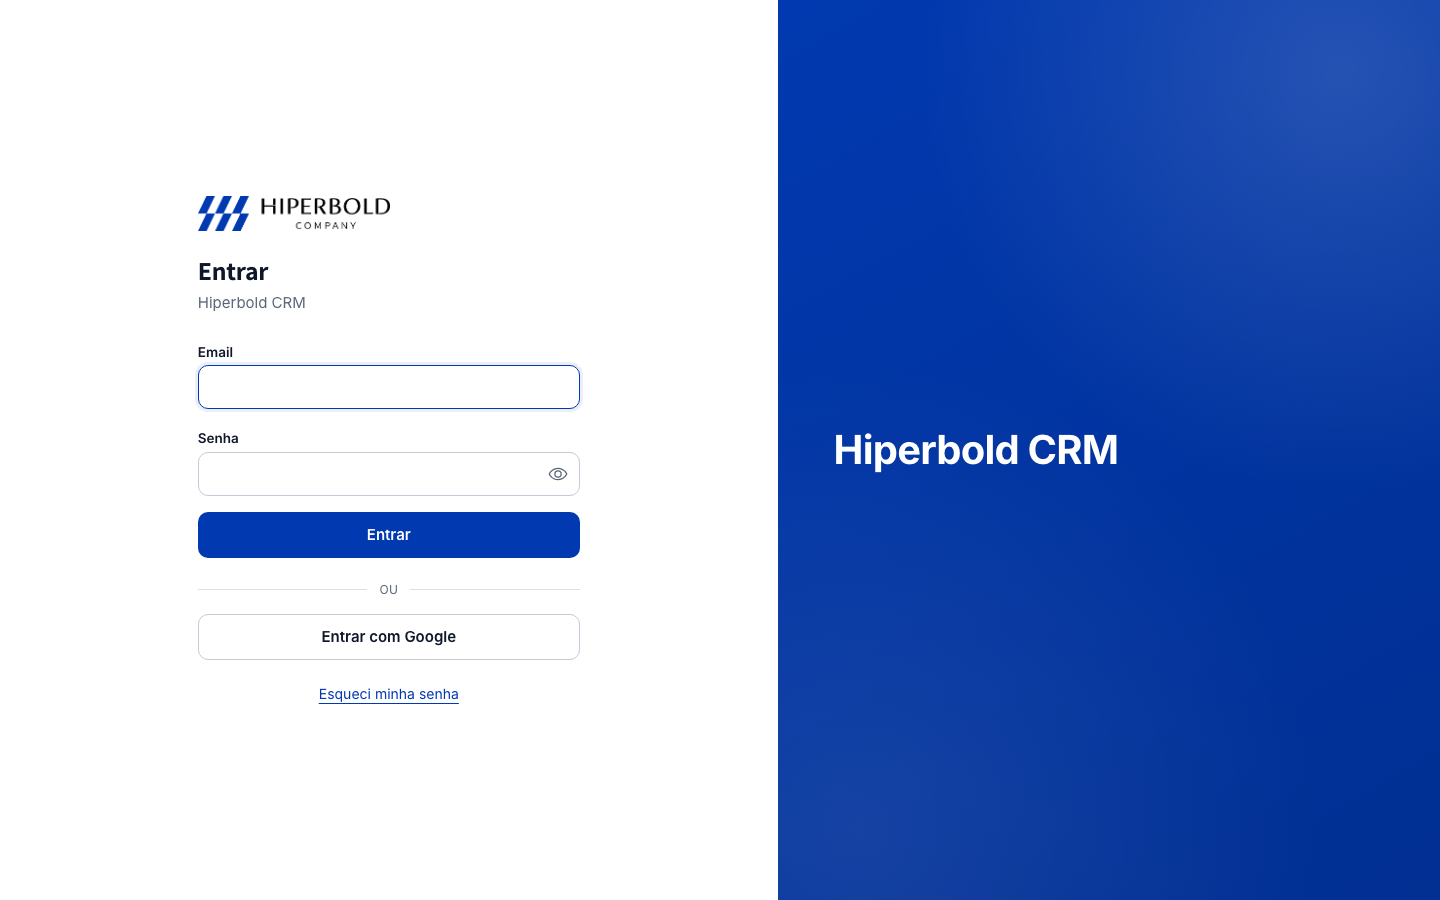 HIPERBOLD
COMPANY
Entrar
Hiperbold CRM
Email
Senha
Entrar
OU
Entrar com Google
Esqueci minha senha
Hiperbold CRM